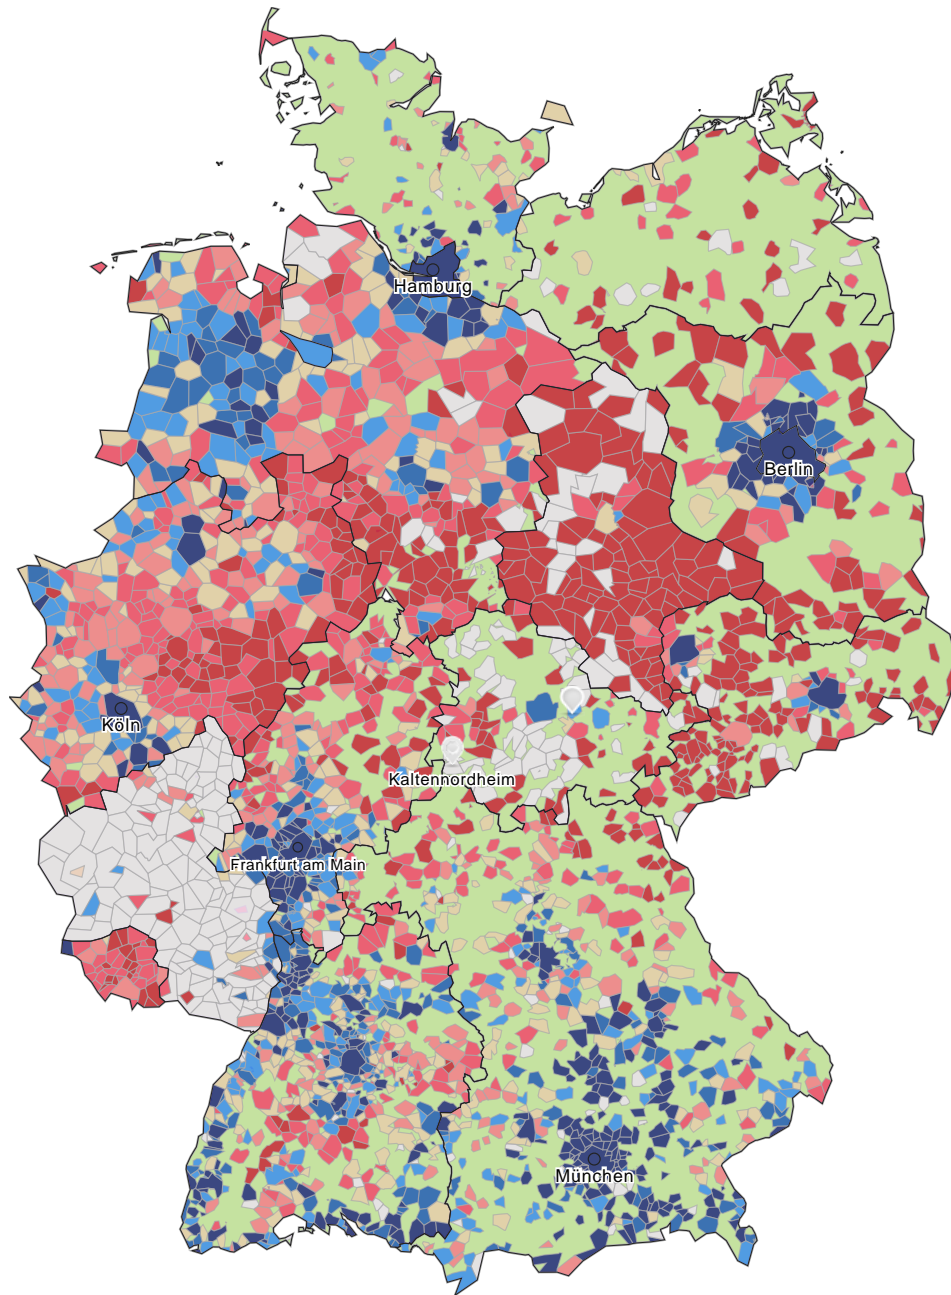 Hamburg
Berlin
Köln
Kaltennordheim
Frankfurt am Main
München